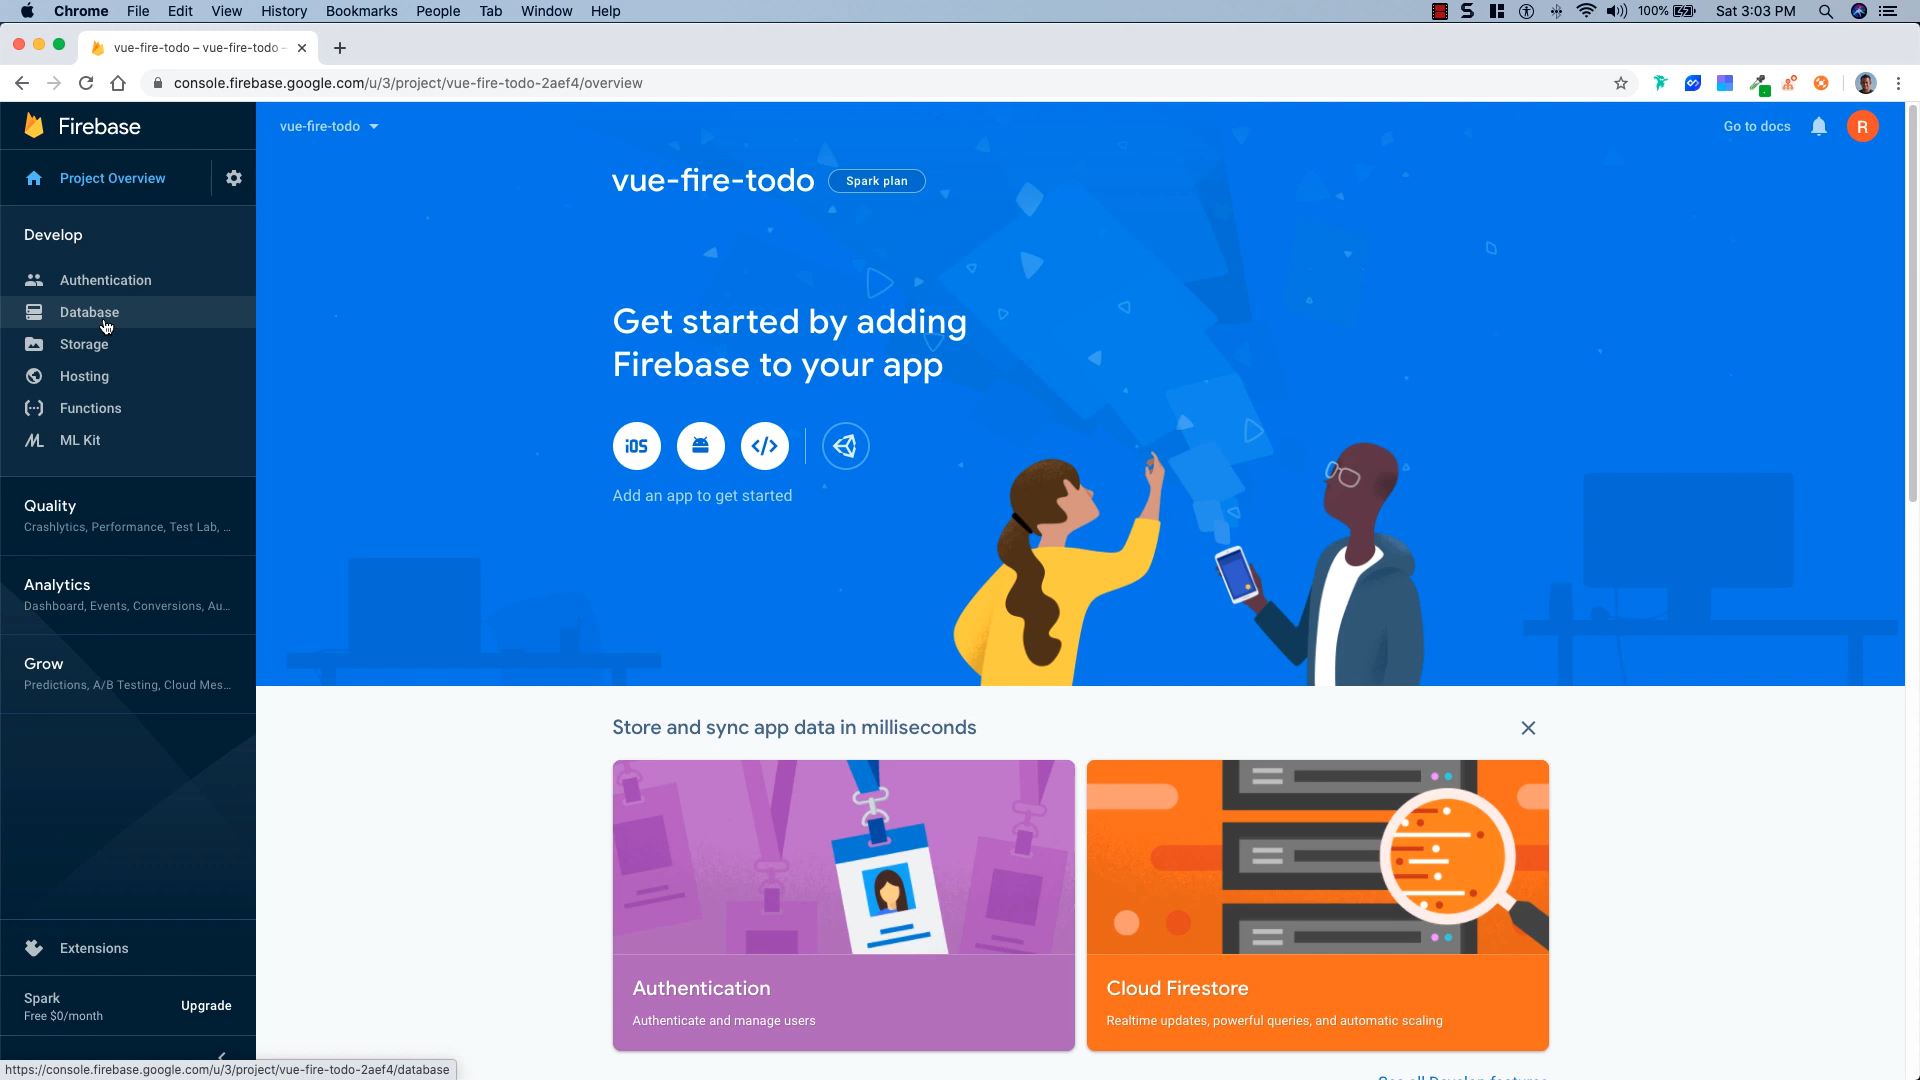 Chrome File Edit View History Bookmarks People Tab Window Help
S 100% Sat 3:03 PM
vue-fire-todo – vue-fire-todo –
console.firebase.google.com/u/3/project/vue-fire-todo-2aef4/overview
Firebase
Project Overview
Develop
Authentication
Database
Storage
Hosting
Functions
ML Kit
Quality
Crashlytics, Performance, Test Lab, ...
Analytics
Dashboard, Events, Conversions, Au...
Grow
Predictions, A/B Testing, Cloud Mes...
Extensions
Spark
Free $0/month
Upgrade
https://console.firebase.google.com/u/3/project/vue-fire-todo-2aef4/database
vue-fire-todo
Go to docs
R
vue-fire-todo
Spark plan
Get started by adding
Firebase to your app
iOS
Add an app to get started
Store and sync app data in milliseconds
Authentication
Authenticate and manage users
Cloud Firestore
Realtime updates, powerful queries, and automatic scaling